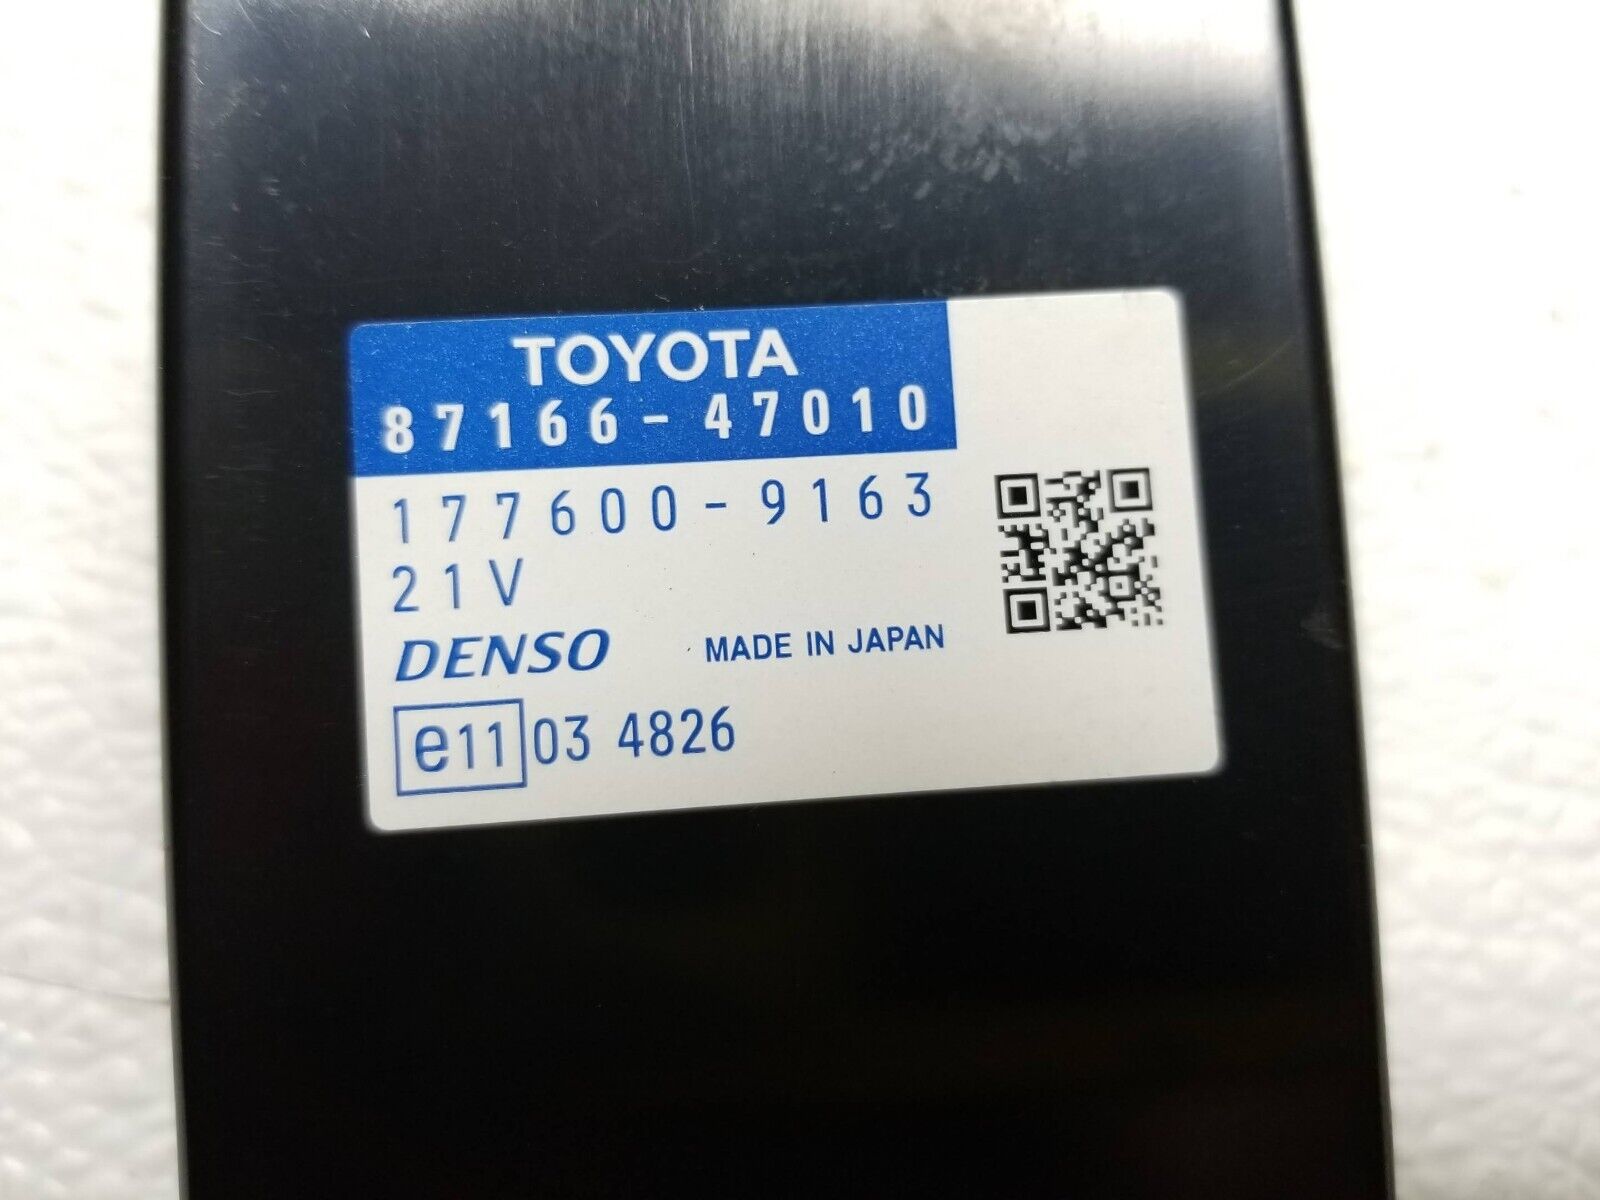 TOYOTA
87166-47010
177600-9163
21V
DENSO MADE IN JAPAN
e11 03 4826